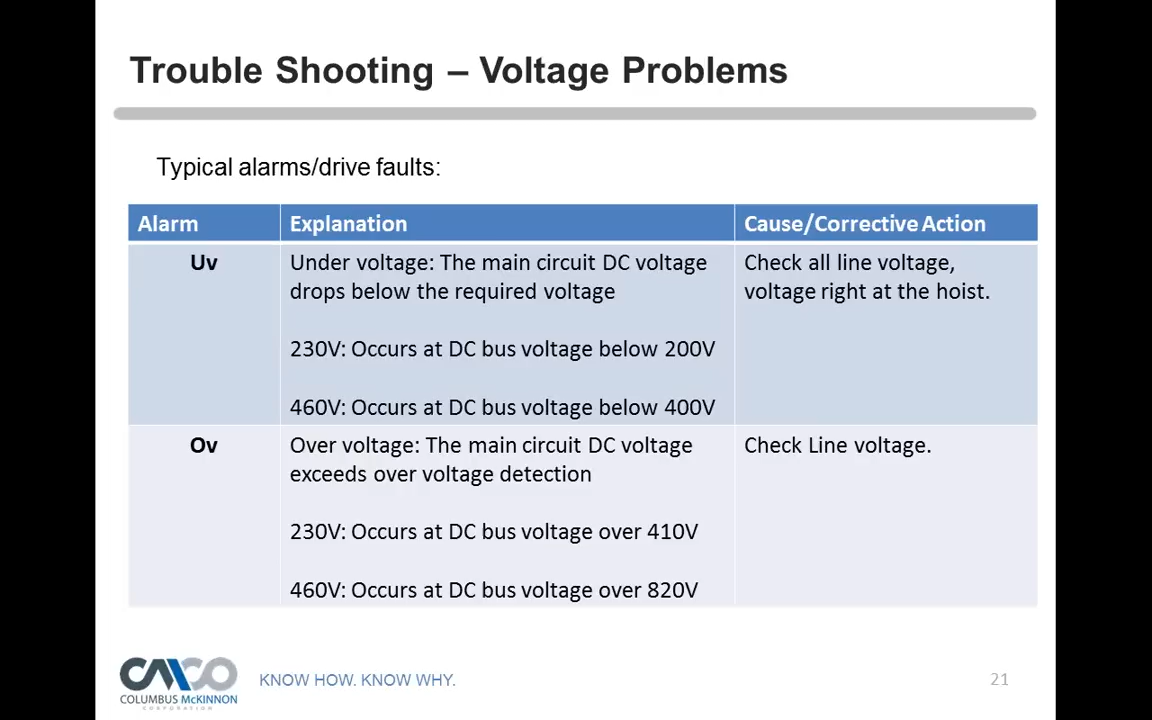 Trouble Shooting – Voltage Problems
Typical alarms/drive faults:
Alarm
Explanation
Cause/Corrective Action
Uv
Under voltage: The main circuit DC voltage
drops below the required voltage
230V: Occurs at DC bus voltage below 200V
460V: Occurs at DC bus voltage below 400V
Check all line voltage,
voltage right at the hoist.
Ov
Over voltage: The main circuit DC voltage
exceeds over voltage detection
230V: Occurs at DC bus voltage over 410V
460V: Occurs at DC bus voltage over 820V
Check Line voltage.
CMCO
COLUMBUS McKINNON
CORPORATION
KNOW HOW. KNOW WHY.
21